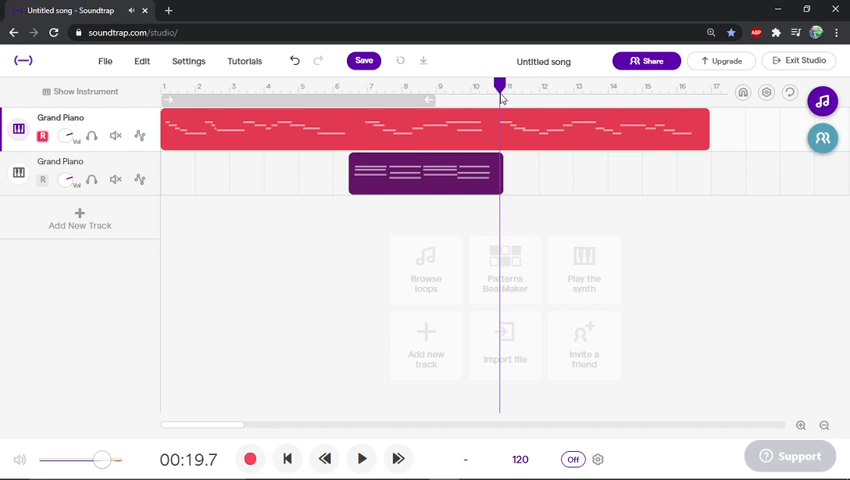 Untitled song - Soundtrap
soundtrap.com/studio/
ABP
File Edit Settings Tutorials Save Untitled song Share Upgrade Exit Studio
Show Instrument
1 2 3 4 5 6 7 8 9 10 11 12 13 14 15 16 17
Grand Piano
R Vol
Grand Piano
R Vol
Add New Track
Browse loops
Patterns BeatMaker
Play the synth
Add new track
Import file
Invite a friend
00:19.7 - 120 Off Support